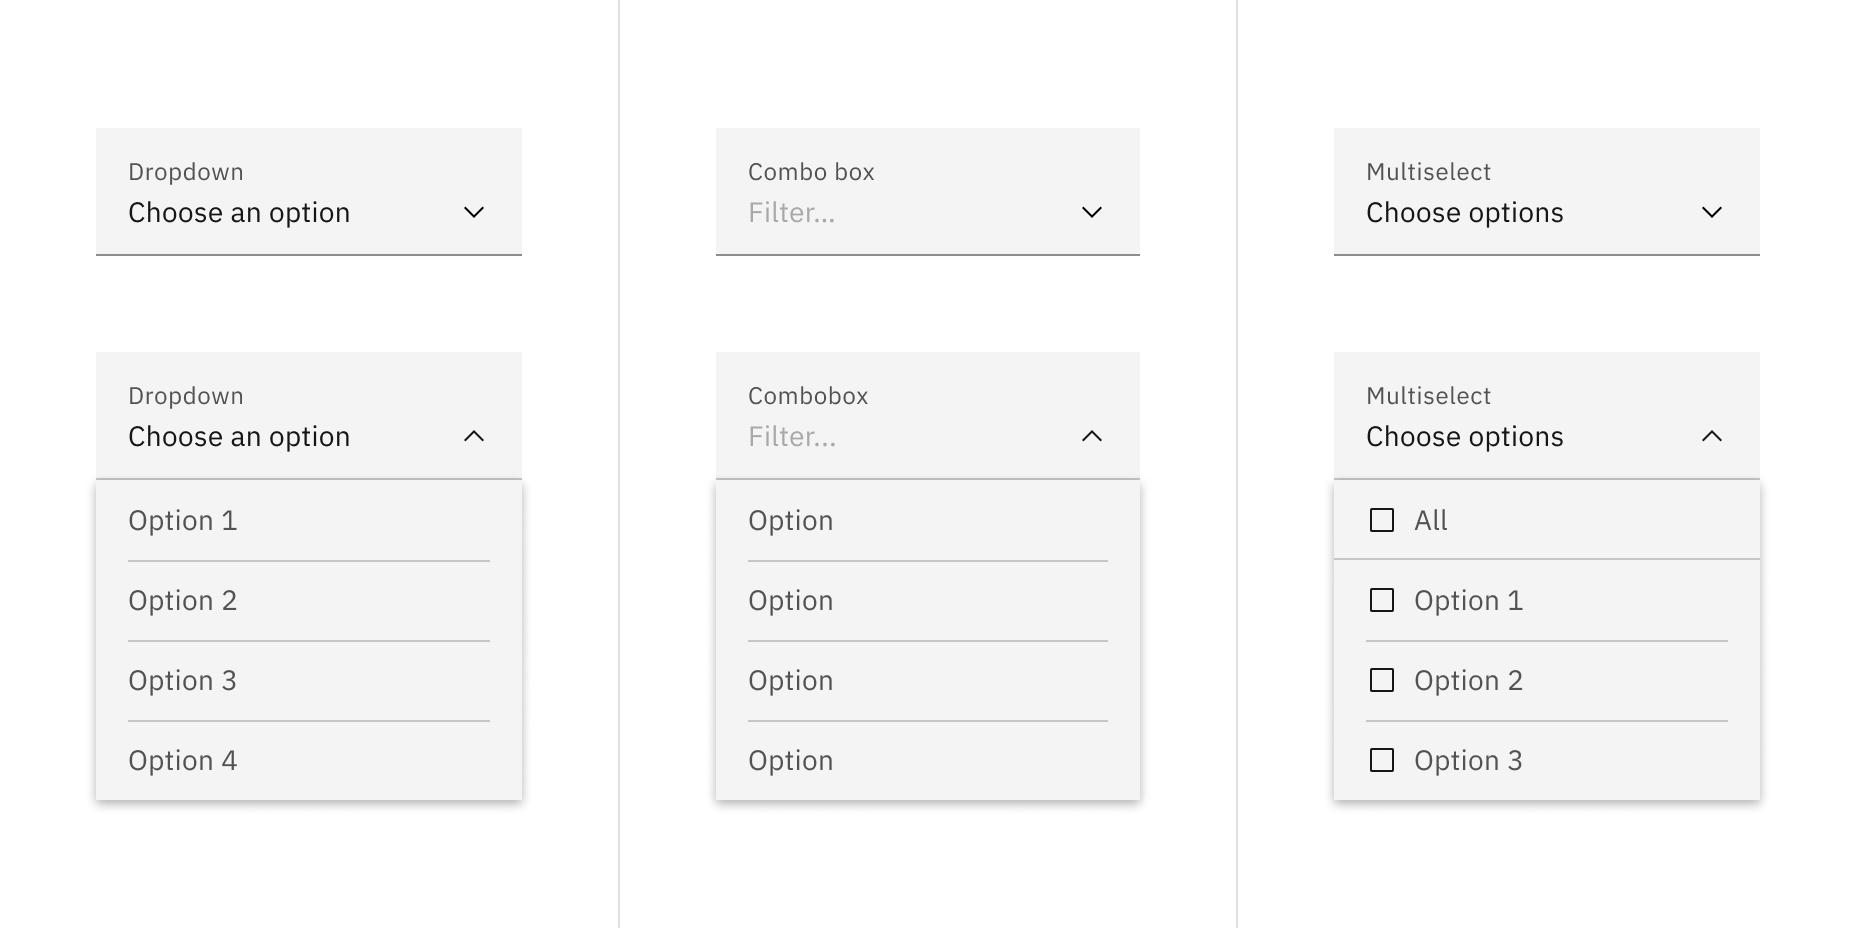 Dropdown
Choose an option
Dropdown
Choose an option
Option 1
Option 2
Option 3
Option 4
Combo box
Filter...
Combobox
Filter...
Option
Option
Option
Option
Multiselect
Choose options
Multiselect
Choose options
All
Option 1
Option 2
Option 3